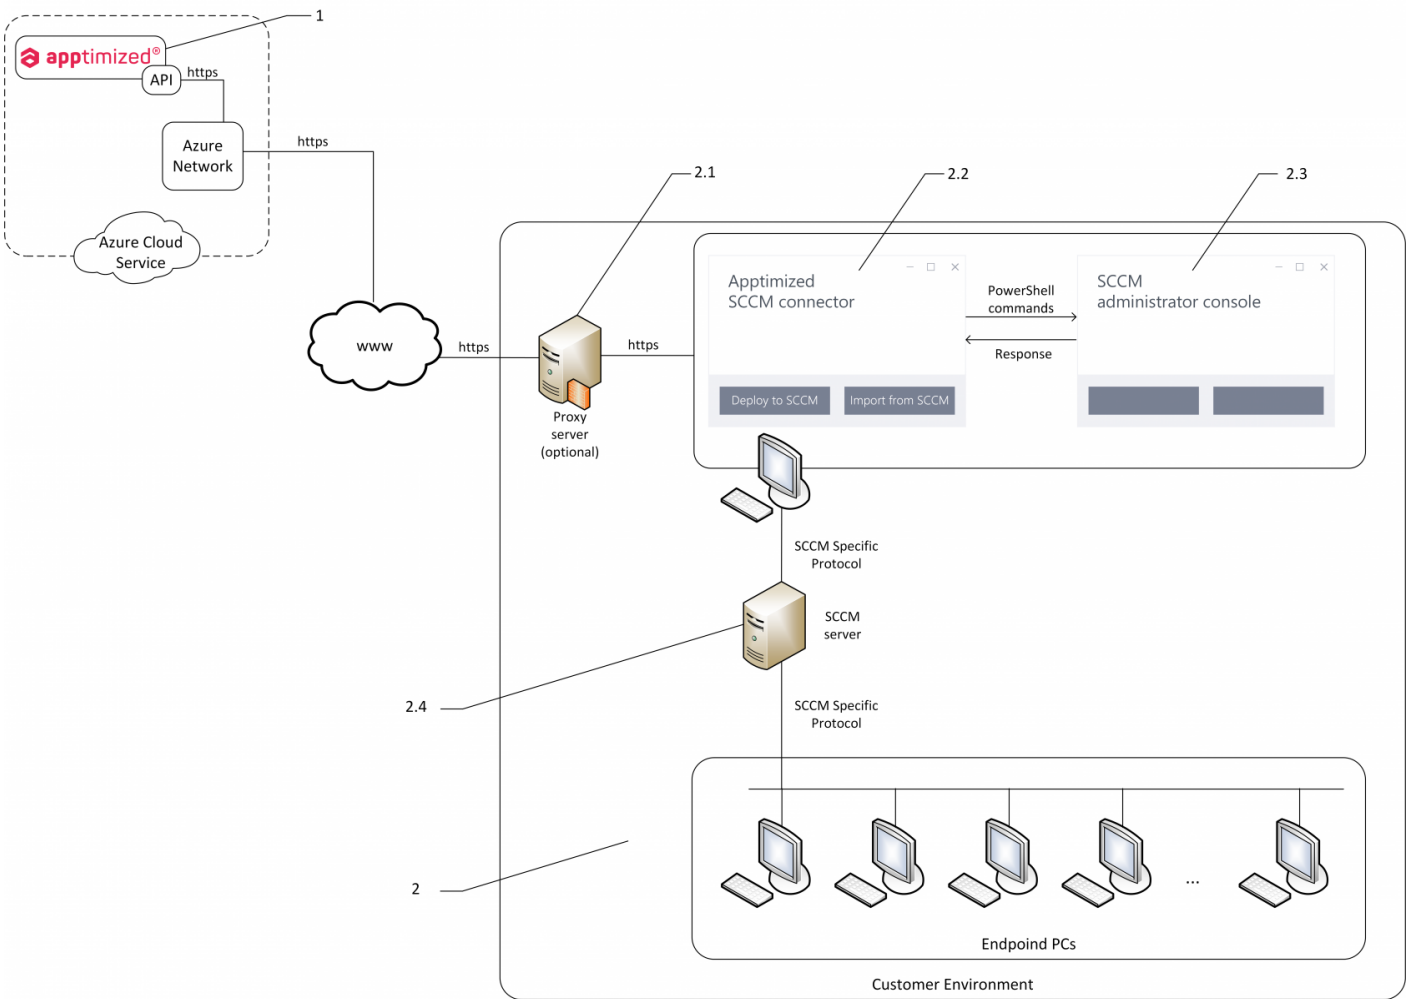 1
apptimized®
API
https
Azure
Network
https
Azure Cloud
Service
2.1
2.2
2.3
Apptimized
SCCM connector
PowerShell
commands
SCCM
administrator console
www
https
https
Response
Deploy to SCCM
Import from SCCM
Proxy
server
(optional)
SCCM Specific
Protocol
SCCM
server
2.4
SCCM Specific
Protocol
2
...
Endpoind PCs
Customer Environment